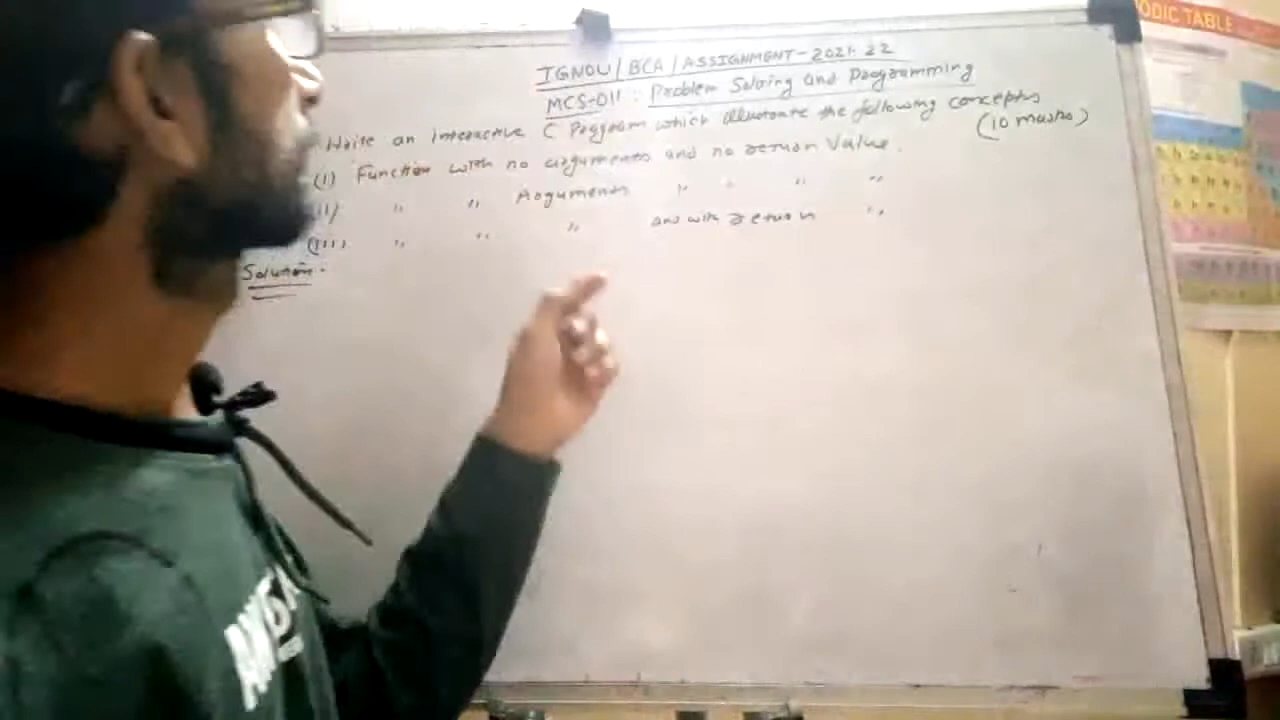 IGNOU/BCA/ASSIGNMENT-2021-22
MCS-011: Problem Solving and Programming
Write an interactive C Program which illustrate the following concepts
(10 marks)
(I) Function with no arguments and no return Value.
II) " " Arguments " " " "
(III) " " " and with return "
Solution-
ODIC TABLE